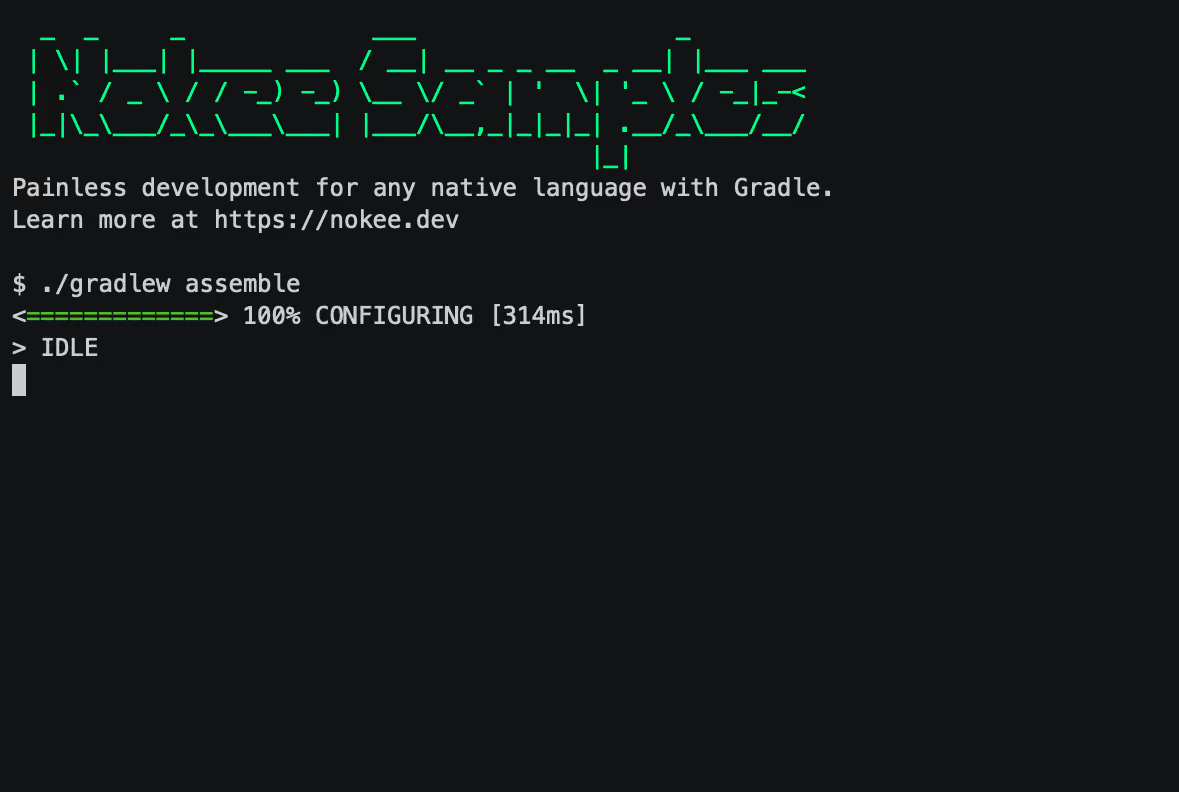 Nokee Samples
Painless development for any native language with Gradle.
Learn more at https://nokee.dev
$ ./gradlew assemble
<=============> 100% CONFIGURING [314ms]
> IDLE